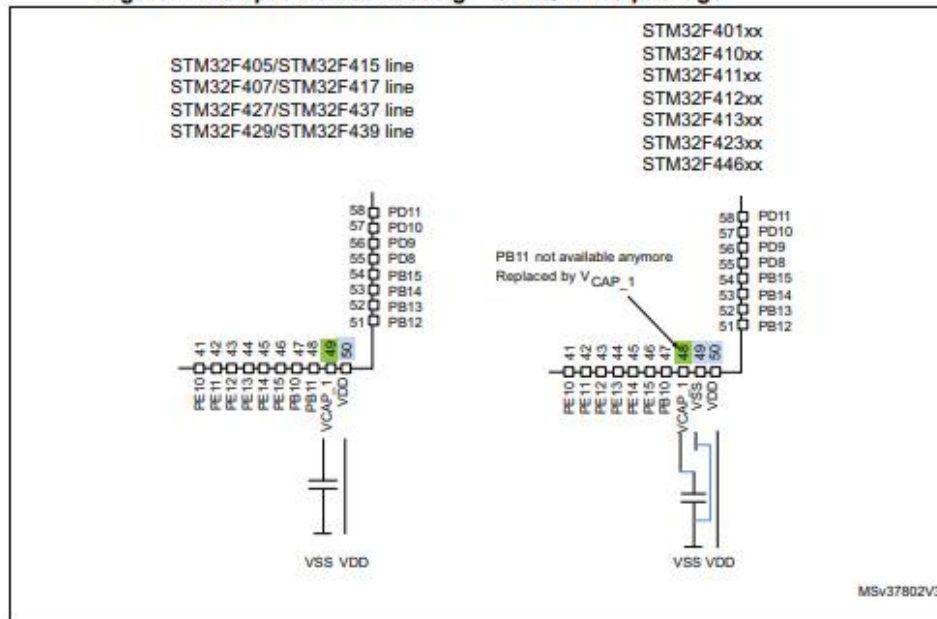 STM32F405/STM32F415 line
STM32F407/STM32F417 line
STM32F427/STM32F437 line
STM32F429/STM32F439 line
58 PD11
57 PD10
56 PD9
55 PD8
54 PB15
53 PB14
52 PB13
51 PB12
41 42 43 44 45 46 47 48 49 50
PE10 PE11 PE12 PE13 PE14 PE15 PB10 PB11 VCAP_1 VDD
VSS VDD
STM32F401xx
STM32F410xx
STM32F411xx
STM32F412xx
STM32F413xx
STM32F423xx
STM32F446xx
PB11 not available anymore
Replaced by VCAP_1
58 PD11
57 PD10
56 PD9
55 PD8
54 PB15
53 PB14
52 PB13
51 PB12
41 42 43 44 45 46 47 48 49 50
PE10 PE11 PE12 PE13 PE14 PE15 PB10 VCAP_1 VSS VDD
VSS VDD
MSv37802V3